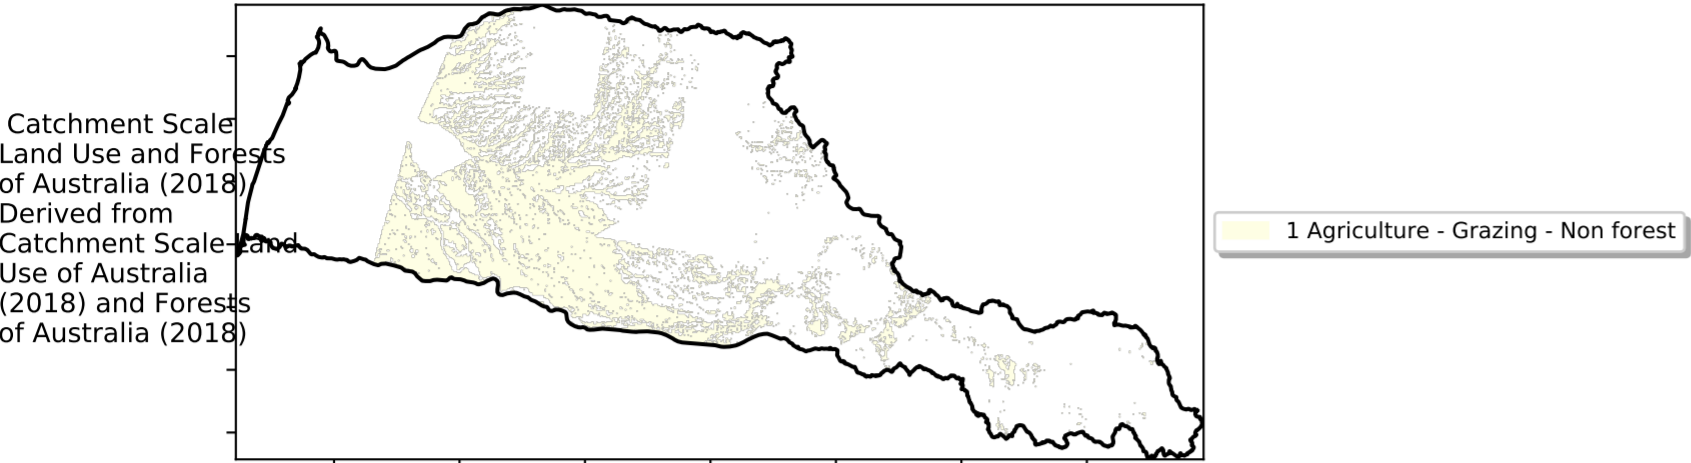 Catchment Scale
Land Use and Forests
of Australia (2018)
Derived from
Catchment Scale Land
Use of Australia
(2018) and Forests
of Australia (2018)
1 Agriculture - Grazing - Non forest